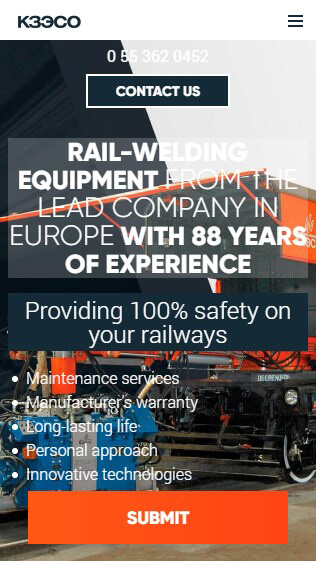 KЗЭCO
0 55 362 0452
CONTACT US
RAIL-WELDING
EQUIPMENT FROM THE
LEAD COMPANY IN
EUROPE WITH 88 YEARS
OF EXPERIENCE
Providing 100% safety on
your railways
Maintenance services
Manufacturer's warranty
Long-lasting life
Personal approach
Innovative technologies
SUBMIT